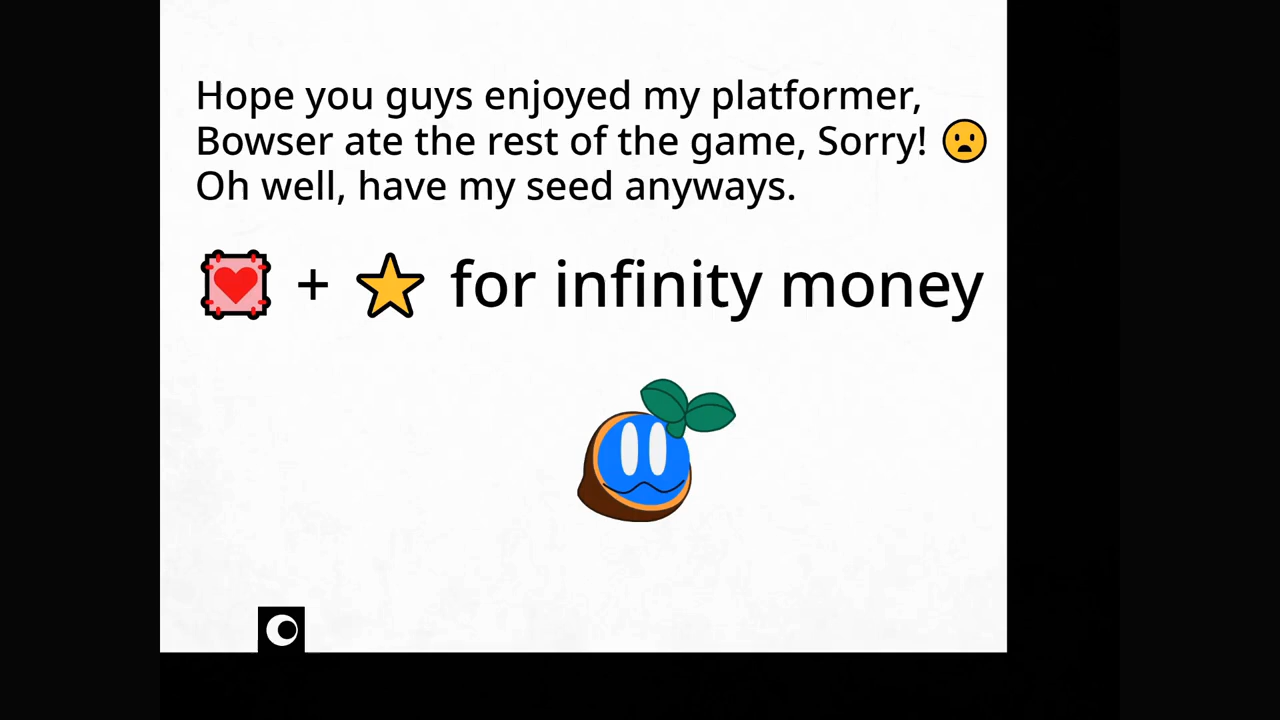 Hope you guys enjoyed my platformer,
Bowser ate the rest of the game, Sorry! 😦
Oh well, have my seed anyways.
+ ⭐ for infinity money